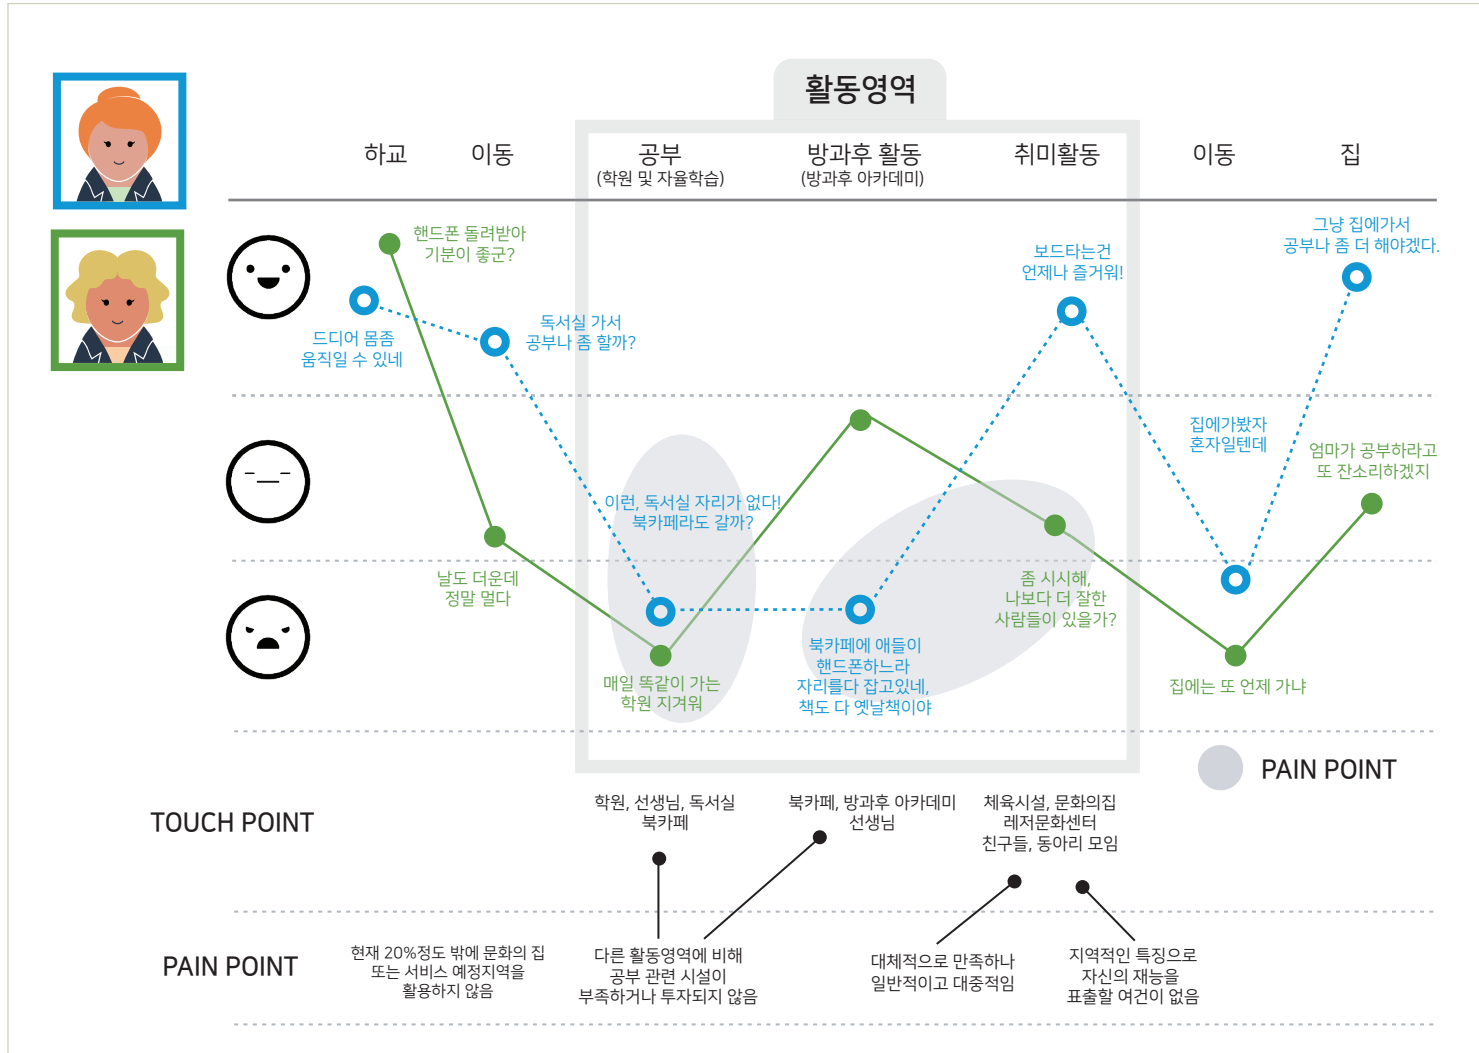 활동영역
하교
이동
공부
(학원 및 자율학습)
방과후 활동
(방과후 아카데미)
취미활동
이동
집
핸드폰 돌려받아
기분이 좋군?
드디어 몸좀
움직일 수 있네
독서실 가서
공부나 좀 할까?
보드타는건
언제나 즐거워!
그냥 집에가서
공부나 좀 더 해야겠다.
집에가봤자
혼자일텐데
엄마가 공부하라고
또 잔소리하겠지
이런, 독서실 자리가 없다!
북카페라도 갈까?
날도 더운데
정말 멀다
좀 시시해,
나보다 더 잘한
사람들이 있을가?
매일 똑같이 가는
학원 지겨워
북카페에 애들이
핸드폰하느라
자리를다 잡고있네,
책도 다 옛날책이야
집에는 또 언제 가냐
PAIN POINT
TOUCH POINT
학원, 선생님, 독서실
북카페
북카페, 방과후 아카데미
선생님
체육시설, 문화의집
레저문화센터
친구들, 동아리 모임
PAIN POINT
현재 20%정도 밖에 문화의 집
또는 서비스 예정지역을
활용하지 않음
다른 활동영역에 비해
공부 관련 시설이
부족하거나 투자되지 않음
대체적으로 만족하나
일반적이고 대중적임
지역적인 특징으로
자신의 재능을
표출할 여건이 없음